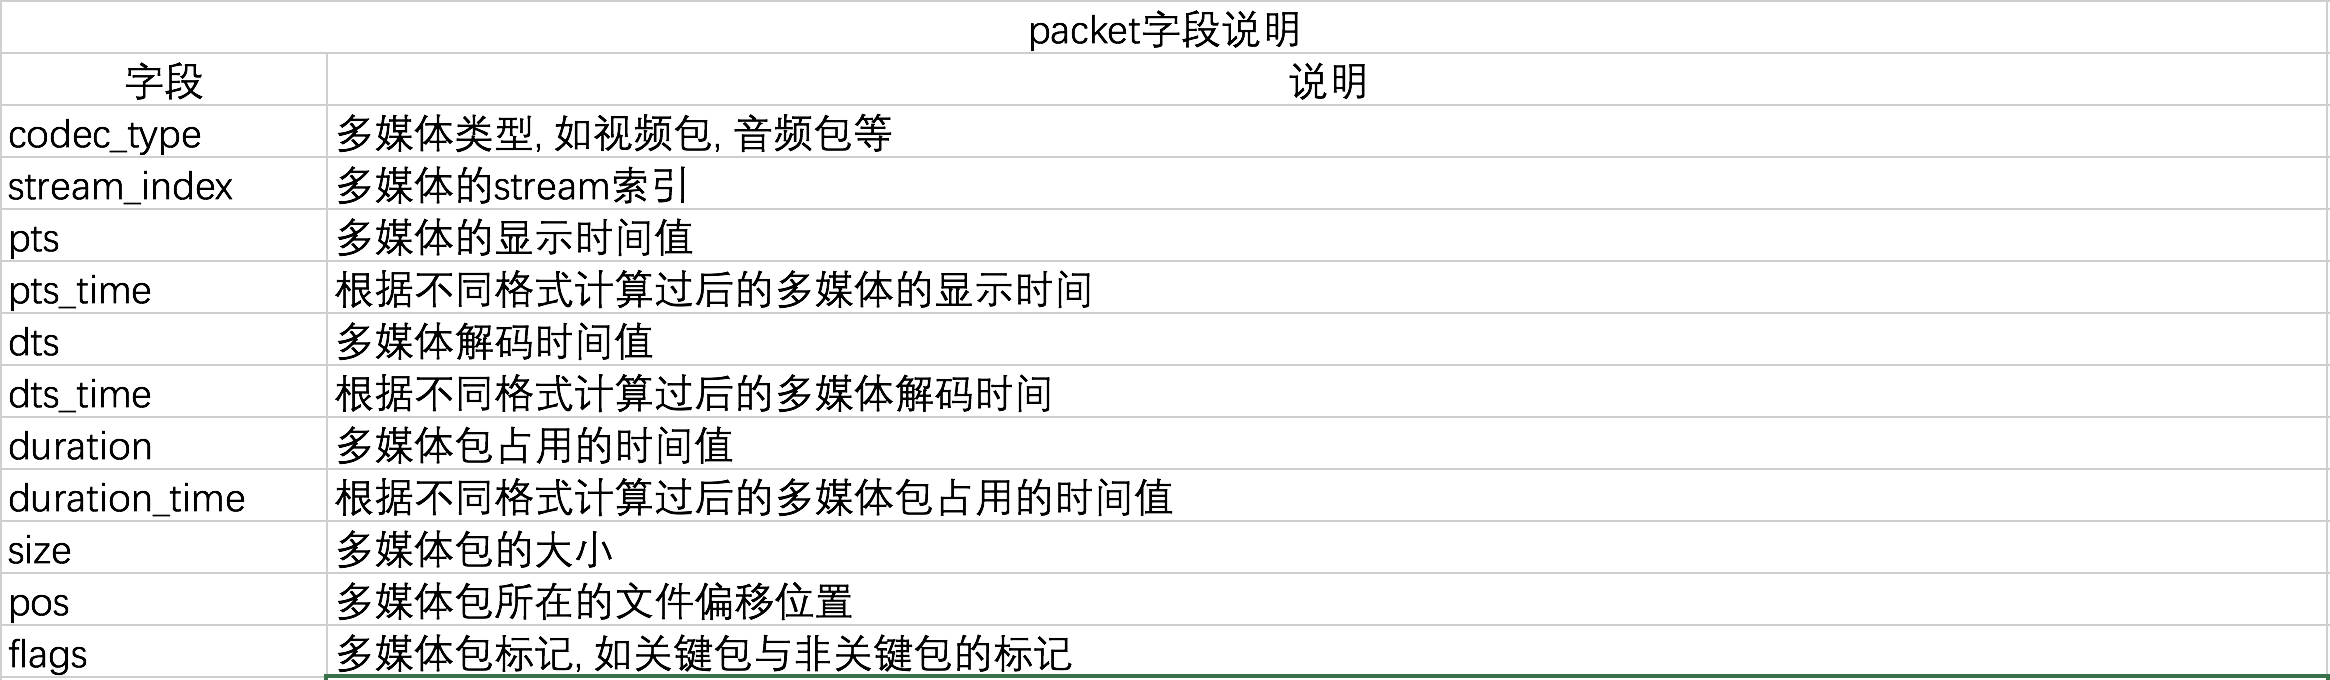 packet字段说明
字段 说明
codec_type 多媒体类型, 如视频包, 音频包等
stream_index 多媒体的stream索引
pts 多媒体的显示时间值
pts_time 根据不同格式计算过后的多媒体的显示时间
dts 多媒体解码时间值
dts_time 根据不同格式计算过后的多媒体解码时间
duration 多媒体包占用的时间值
duration_time 根据不同格式计算过后的多媒体包占用的时间值
size 多媒体包的大小
pos 多媒体包所在的文件偏移位置
flags 多媒体包标记, 如关键包与非关键包的标记